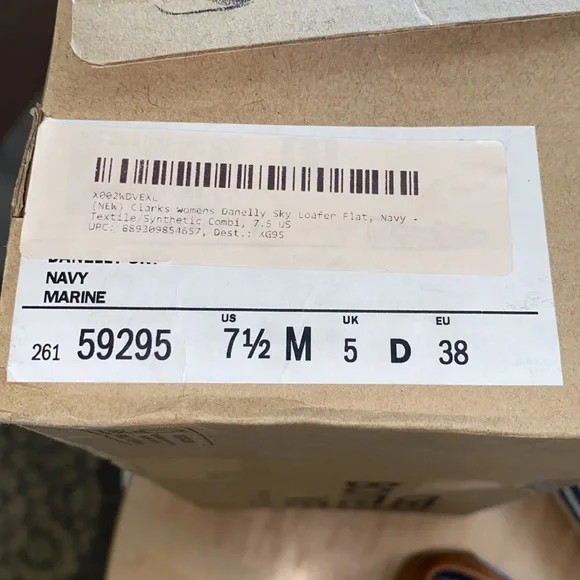 X002WDVEXL
(NEW) Clarks womens Danelly Sky Loafer Flat, Navy -
Textile/Synthetic Combi, 7.5 US
UPC: 889309854657, Dest.: XG95
NAVY
MARINE
US UK EU
261 59295 7½ M 5 D 38